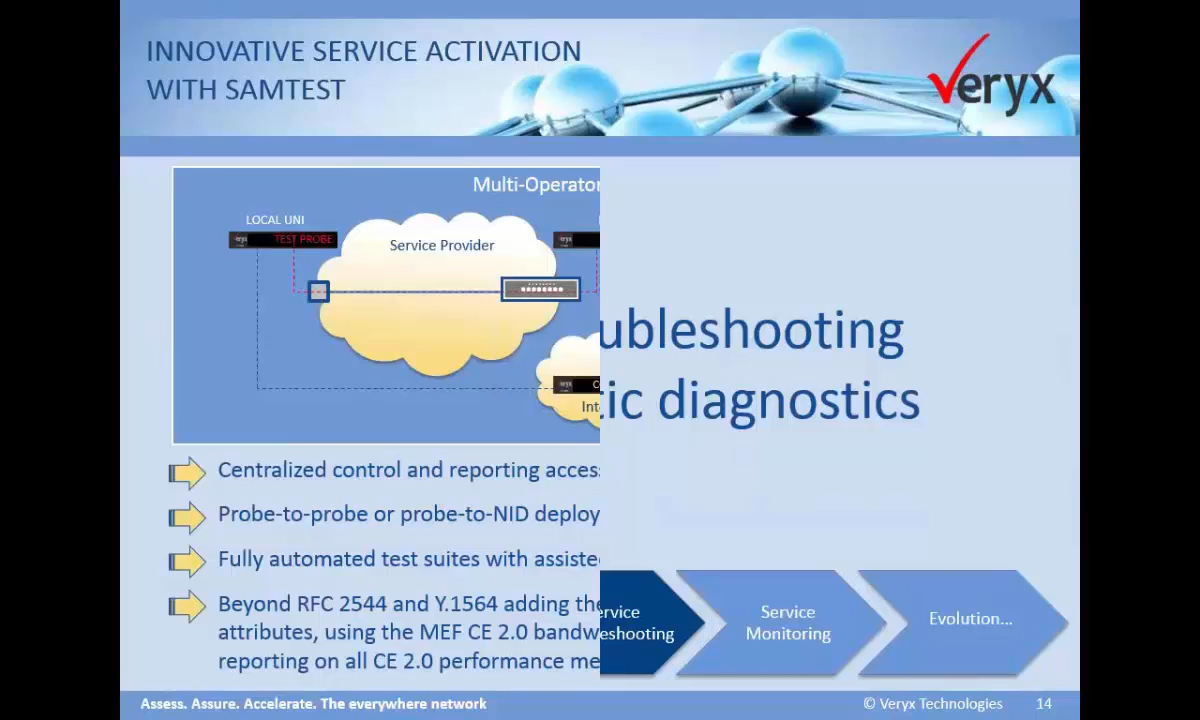 INNOVATIVE SERVICE ACTIVATION
WITH SAMTEST
Veryx
Multi-Operator
LOCAL UNI
TEST PROBE
Service Provider
ubleshooting
tic diagnostics
Centralized control and reporting access
Probe-to-probe or probe-to-NID deploy
Fully automated test suites with assiste
Beyond RFC 2544 and Y.1564 adding the
attributes, using the MEF CE 2.0 bandw
reporting on all CE 2.0 performance me
ervice
eshooting
Service
Monitoring
Evolution...
Assess. Assure. Accelerate. The everywhere network
© Veryx Technologies
14